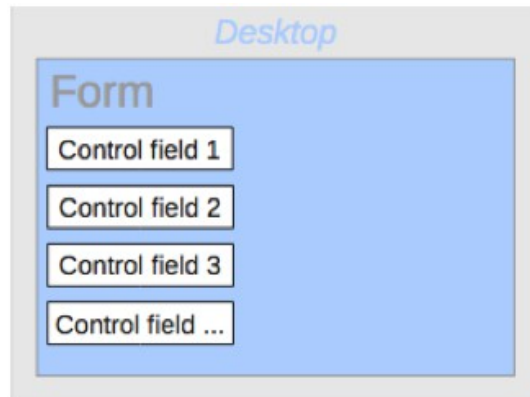 Desktop
Form
Control field 1
Control field 2
Control field 3
Control field ...